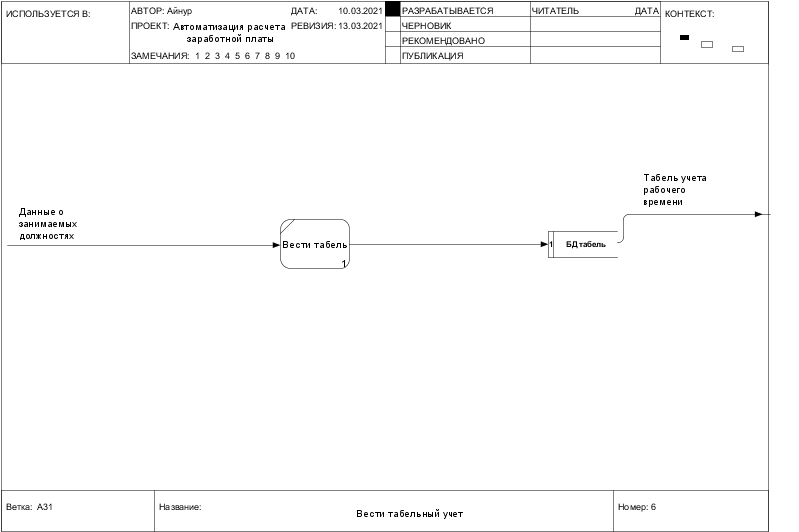 ИСПОЛЬЗУЕТСЯ В:
АВТОР: Айнур
ДАТА: 10.03.2021
РАЗРАБАТЫВАЕТСЯ
ЧИТАТЕЛЬ
ДАТА
КОНТЕКСТ:
ПРОЕКТ: Автоматизация расчета
заработной платы
РЕВИЗИЯ: 13.03.2021
ЧЕРНОВИК
РЕКОМЕНДОВАНО
ЗАМЕЧАНИЯ: 1 2 3 4 5 6 7 8 9 10
ПУБЛИКАЦИЯ
Табель учета
рабочего
времени
Данные о
занимаемых
должностях
Вести табель
1
1
БД табель
Ветка: А31
Название:
Вести табельный учет
Номер: 6